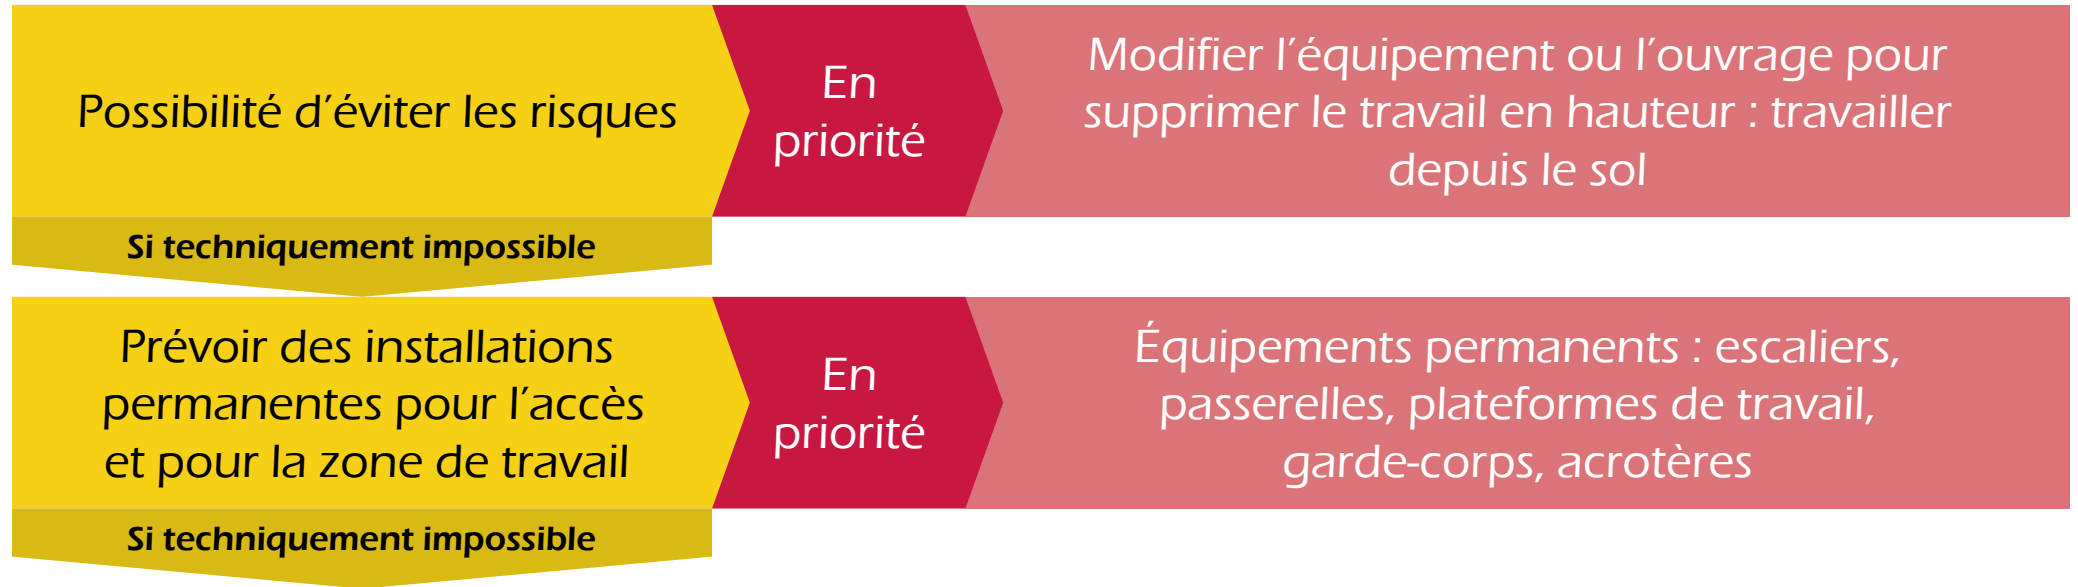 Possibilité d’éviter les risques
En
priorité
Modifier l’équipement ou l’ouvrage pour
supprimer le travail en hauteur : travailler
depuis le sol
Si techniquement impossible
Prévoir des installations
permanentes pour l’accès
et pour la zone de travail
En
priorité
Équipements permanents : escaliers,
passerelles, plateformes de travail,
garde-corps, acrotères
Si techniquement impossible